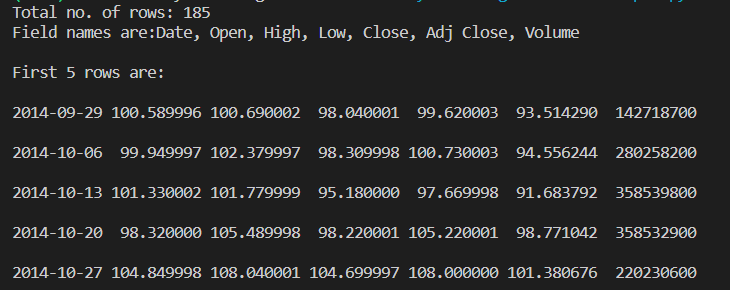 Total no. of rows: 185
Field names are:Date, Open, High, Low, Close, Adj Close, Volume
First 5 rows are:
2014-09-29 100.589996 100.690002  98.040001  99.620003  93.514290  142718700
2014-10-06  99.949997 102.379997  98.309998 100.730003  94.556244  280258200
2014-10-13 101.330002 101.779999  95.180000  97.669998  91.683792  358539800
2014-10-20  98.320000 105.489998  98.220001 105.221001  98.771042  358532900
2014-10-27 104.849998 108.040001 104.699997 108.000000 101.380676  220230600